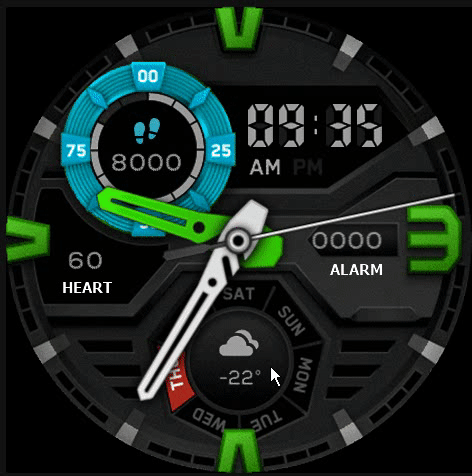 00
09:35
75
25
8000
AM PM
0000
60
ALARM
3
HEART
SAT
SUN
MON
TUE
WED
THU
-22°